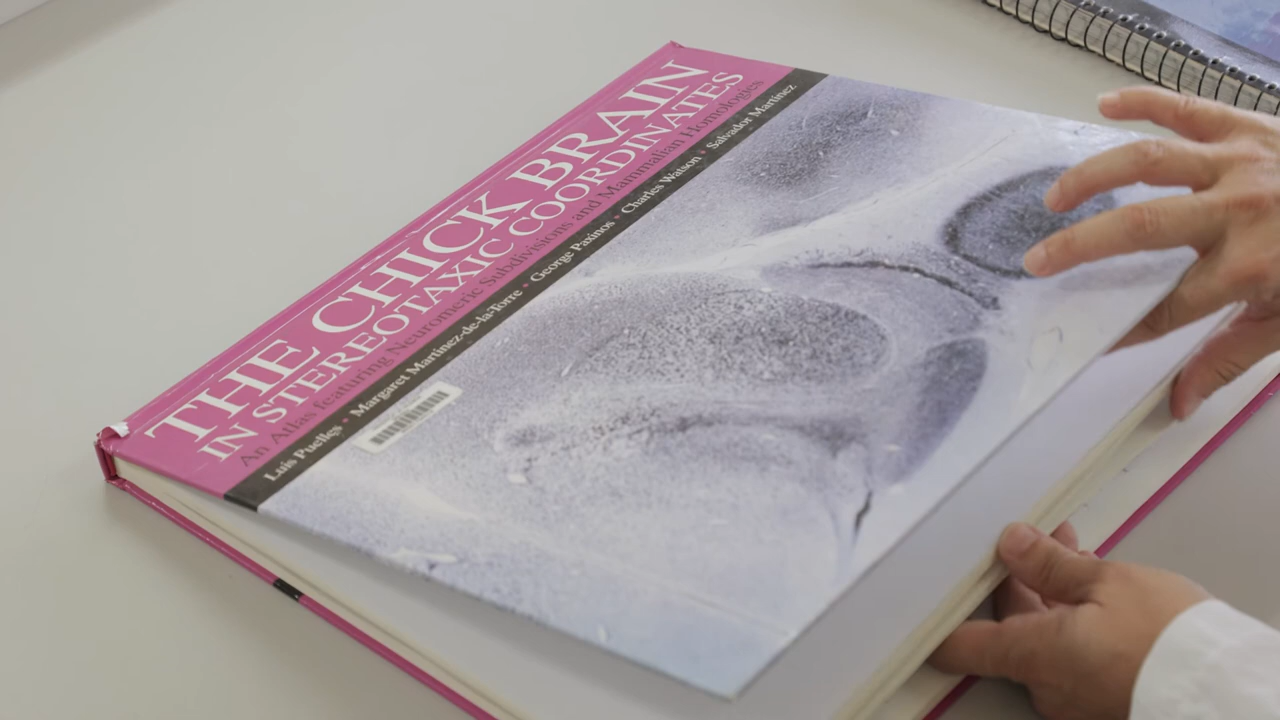 THE CHICK BRAIN
IN STEREOTAXIC COORDINATES
An Atlas featuring Neuromeric Subdivisions and Mammalian Homologies
Luis Puelles • Margaret Martinez-de-la-Torre • George Paxinos • Charles Watson • Salvador Martínez